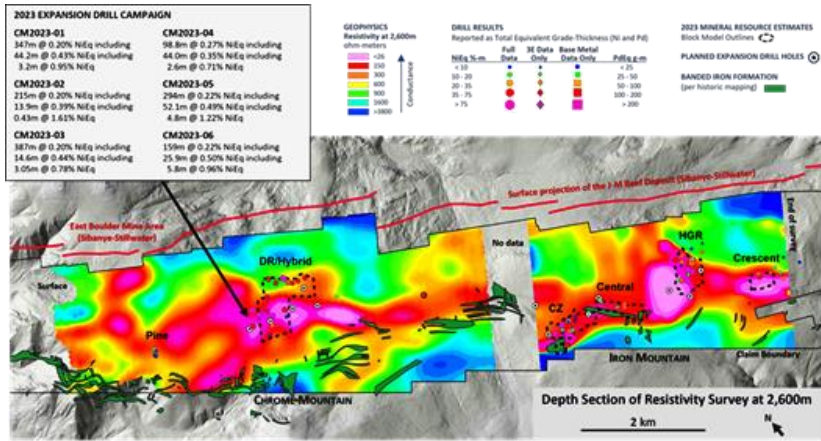 2023 EXPANSION DRILL CAMPAIGN
CM2023-01
347m @ 0.20% NiEq including
44.2m @ 0.43% NiEq including
3.2m @ 0.95% NiEq
CM2023-02
215m @ 0.20% NiEq including
13.9m @ 0.39% NiEq including
0.43m @ 1.61% NiEq
CM2023-03
387m @ 0.20% NiEq including
14.6m @ 0.44% NiEq including
3.05m @ 0.78% NiEq
CM2023-04
98.8m @ 0.27% NiEq including
44.0m @ 0.35% NiEq including
2.6m @ 0.71% NiEq
CM2023-05
294m @ 0.22% NiEq including
52.1m @ 0.49% NiEq including
4.8m @ 1.22% NiEq
CM2023-06
159m @ 0.22% NiEq including
25.9m @ 0.50% NiEq including
5.8m @ 0.96% NiEq
GEOPHYSICS
Resistivity at 2,600m
ohm-meters
<26
150
300
600
900
1600
>3800
Conductance
DRILL RESULTS
Reported as Total Equivalent Grade-Thickness (Ni and Pd)
NiEq %-m
Full Data
3E Data Only
Base Metal Data Only
PdEq g-m
< 10
< 25
10 - 20
25 - 50
20 - 35
50 - 100
35 - 75
100 - 200
> 75
> 200
2023 MINERAL RESOURCE ESTIMATES
Block Model Outlines
PLANNED EXPANSION DRILL HOLES
BANDED IRON FORMATION
(per historic mapping)
Surface projection of the J-M Reef Deposit (Sibanye-Stillwater)
East Boulder Mine Area
(Sibanye-Stillwater)
End of survey
No data
HGR
DR/Hybrid
Crescent
Surface
Central
CZ
Pine
IRON MOUNTAIN
Claim Boundary
CHROME MOUNTAIN
Depth Section of Resistivity Survey at 2,600m
2 km
N